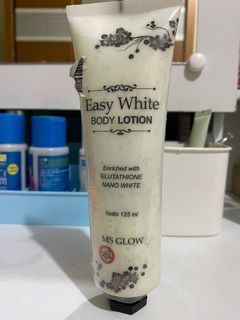 Easy White
BODY LOTION
Enriched with
GLUTATHIONE
NANO WHITE
Netto 125 ml
MS GLOW